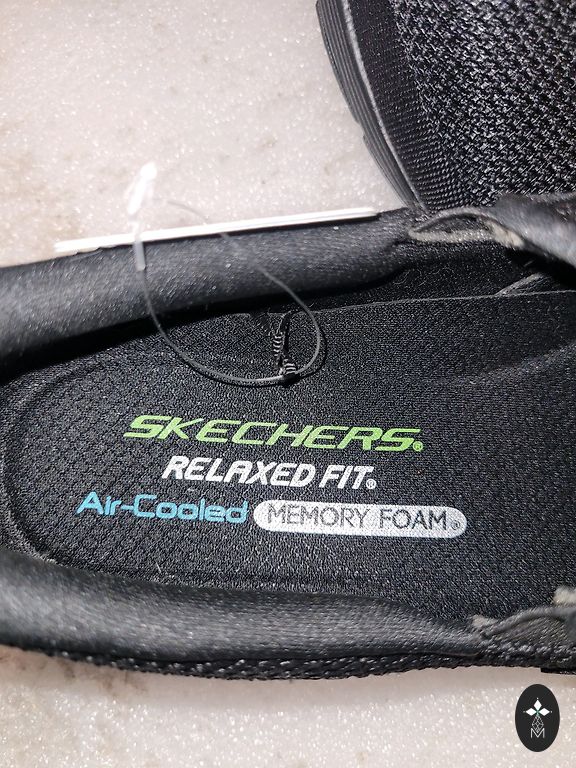 SKECHERS®
RELAXED FIT®
Air-Cooled MEMORY FOAM®
M